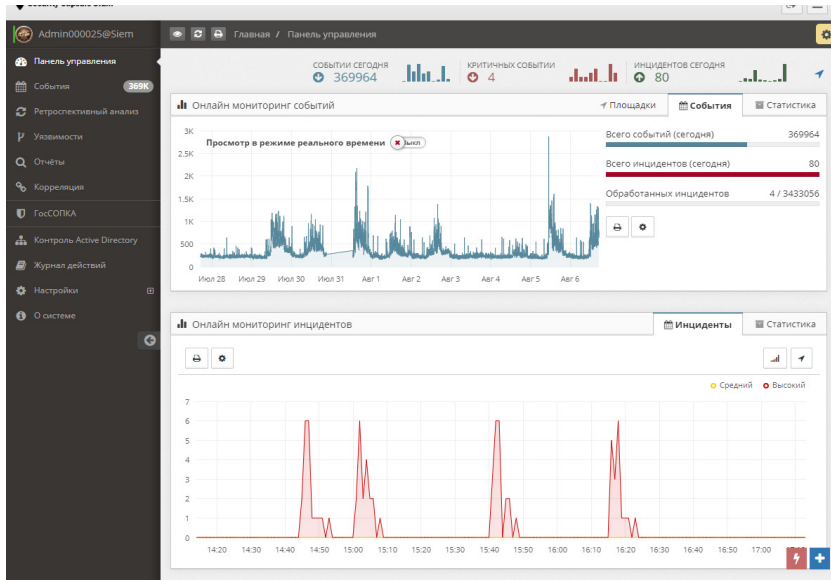 Admin000025@Siem
Главная / Панель управления
Панель управления
События 369K
Ретроспективный анализ
Уязвимости
Отчёты
Корреляция
ГосСОПКА
Контроль Active Directory
Журнал действий
Настройки
О системе
СОБЫТИИ СЕГОДНЯ
369964
КРИТИЧНЫХ СОБЫТИИ
4
ИНЦИДЕНТОВ СЕГОДНЯ
80
Онлайн мониторинг событий
Площадки
События
Статистика
Просмотр в режиме реального времени
3K
2.5K
2K
1.5K
1K
500
0
Июл 28 Июл 29 Июл 30 Июл 31 Авг 1 Авг 2 Авг 3 Авг 4 Авг 5 Авг 6
Всего событий (сегодня) 369964
Всего инцидентов (сегодня) 80
Обработанных инцидентов 4 / 3433056
Онлайн мониторинг инцидентов
Инциденты
Статистика
Средний Высокий
7
6
5
4
3
2
1
0
14:20 14:30 14:40 14:50 15:00 15:10 15:20 15:30 15:40 15:50 16:00 16:10 16:20 16:30 16:40 16:50 17:00